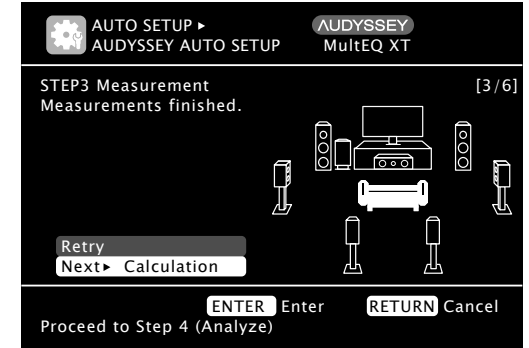 AUTO SETUP ▸
AUDYSSEY AUTO SETUP
AUDYSSEY
MultEQ XT
STEP3 Measurement
[3/6]
Measurements finished.
Retry
Next▸ Calculation
ENTER Enter
RETURN Cancel
Proceed to Step 4 (Analyze)